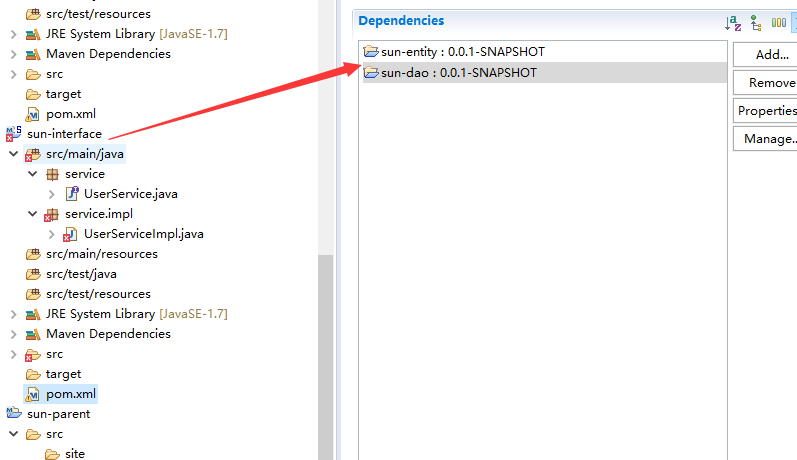 src/test/resources
JRE System Library [JavaSE-1.7]
Maven Dependencies
src
target
pom.xml
sun-interface
src/main/java
service
UserService.java
service.impl
UserServiceImpl.java
src/main/resources
src/test/java
src/test/resources
JRE System Library [JavaSE-1.7]
Maven Dependencies
src
target
pom.xml
sun-parent
src
site
Dependencies
sun-entity : 0.0.1-SNAPSHOT
sun-dao : 0.0.1-SNAPSHOT
Add...
Remove
Properties
Manage..